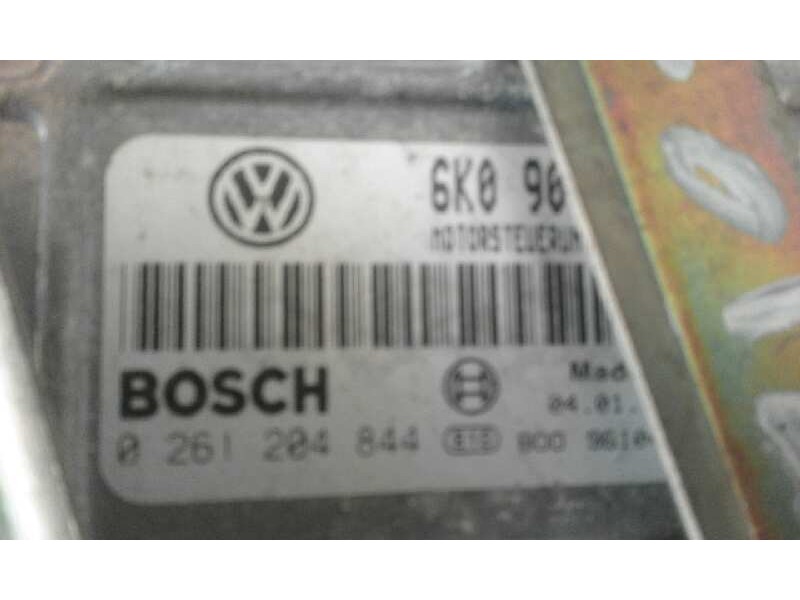 6K0 90
MOTORSTEUERUN
BOSCH
Mad
04.01.
0 261 204 844